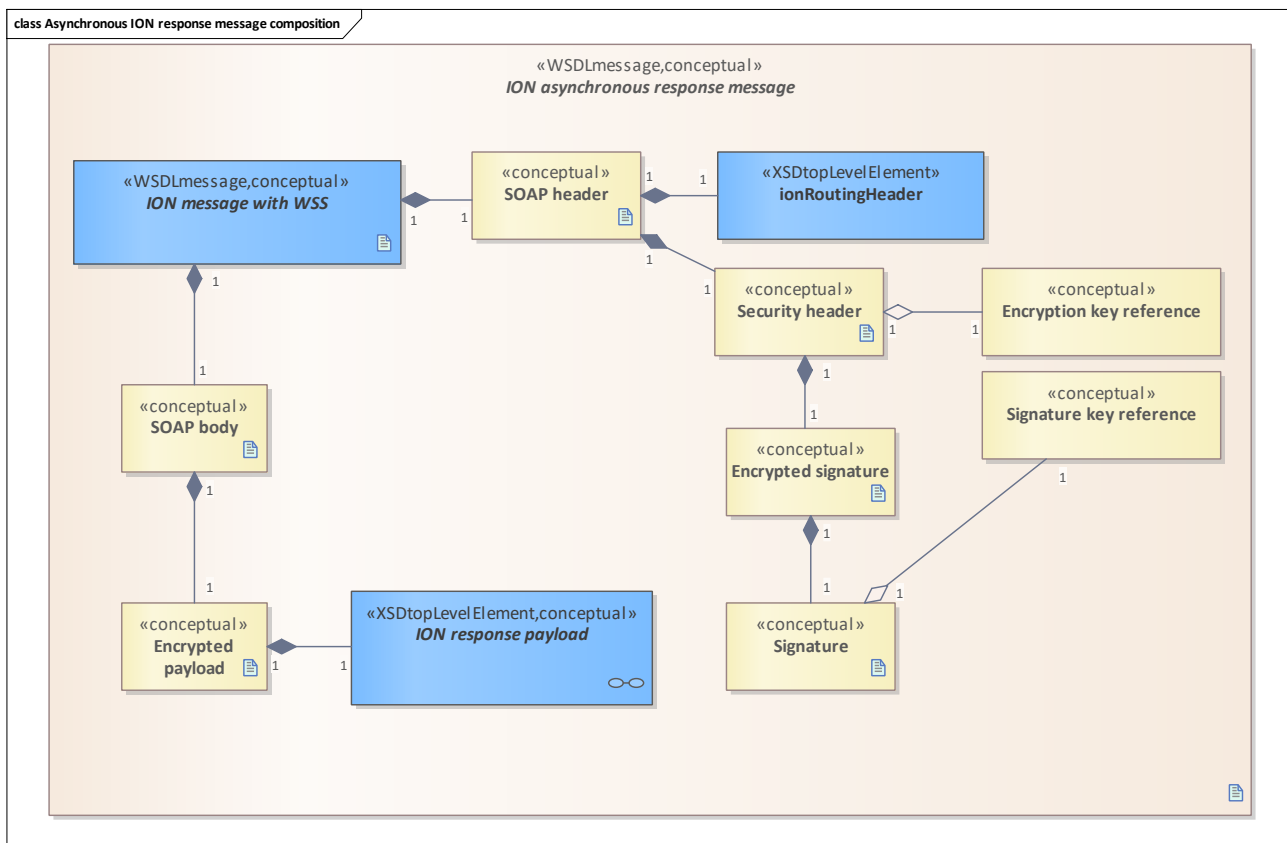 class Asynchronous ION response message composition
«WSDLmessage,conceptual»
ION asynchronous response message
«WSDLmessage,conceptual»
ION message with WSS
1
1
«conceptual»
SOAP header
1
1
«XSDtopLevelElement»
ionRoutingHeader
1
1
1
1
«conceptual»
Security header
1
1
«conceptual»
Encryption key reference
«conceptual»
Signature key reference
1
«conceptual»
SOAP body
1
1
«conceptual»
Encrypted signature
1
1
1
1
1
1
«conceptual»
Encrypted
payload
1
1
«XSDtopLevelElement,conceptual»
ION response payload
«conceptual»
Signature